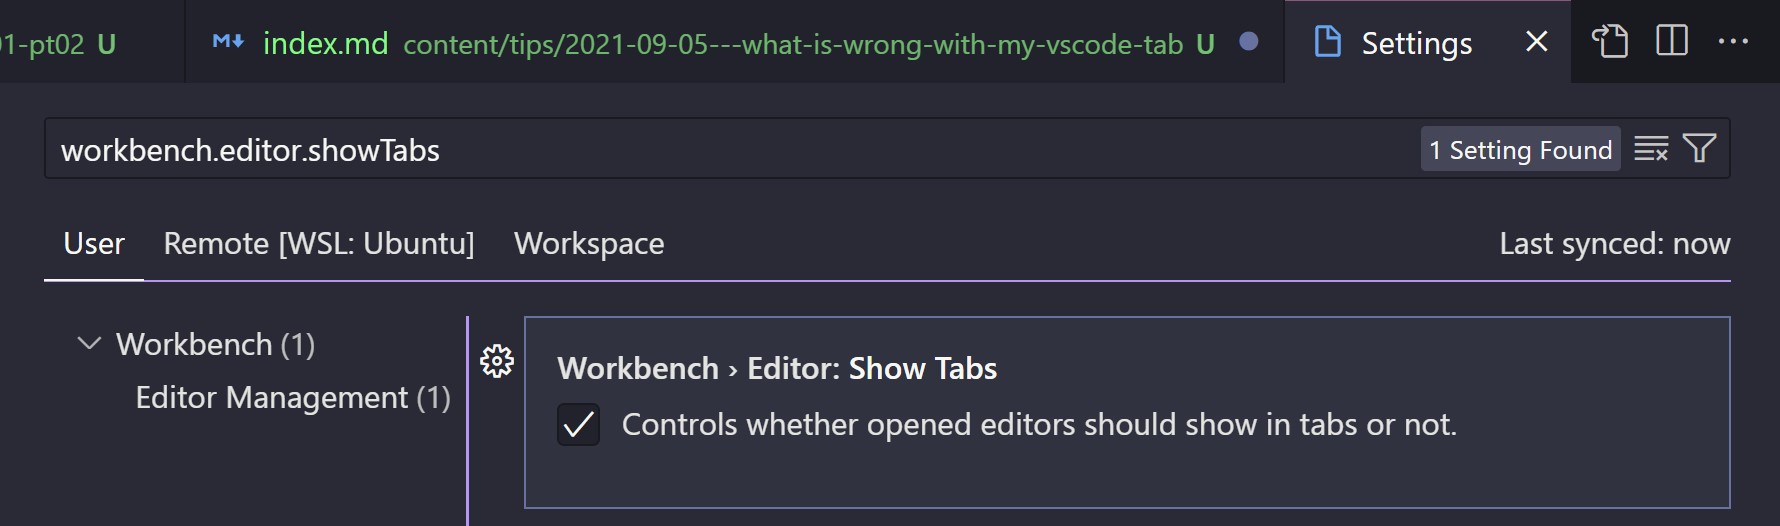 01-pt02 U
index.md content/tips/2021-09-05---what-is-wrong-with-my-vscode-tab U
Settings
workbench.editor.showTabs
1 Setting Found
User Remote [WSL: Ubuntu] Workspace
Last synced: now
Workbench (1)
Editor Management (1)
Workbench › Editor: Show Tabs
Controls whether opened editors should show in tabs or not.